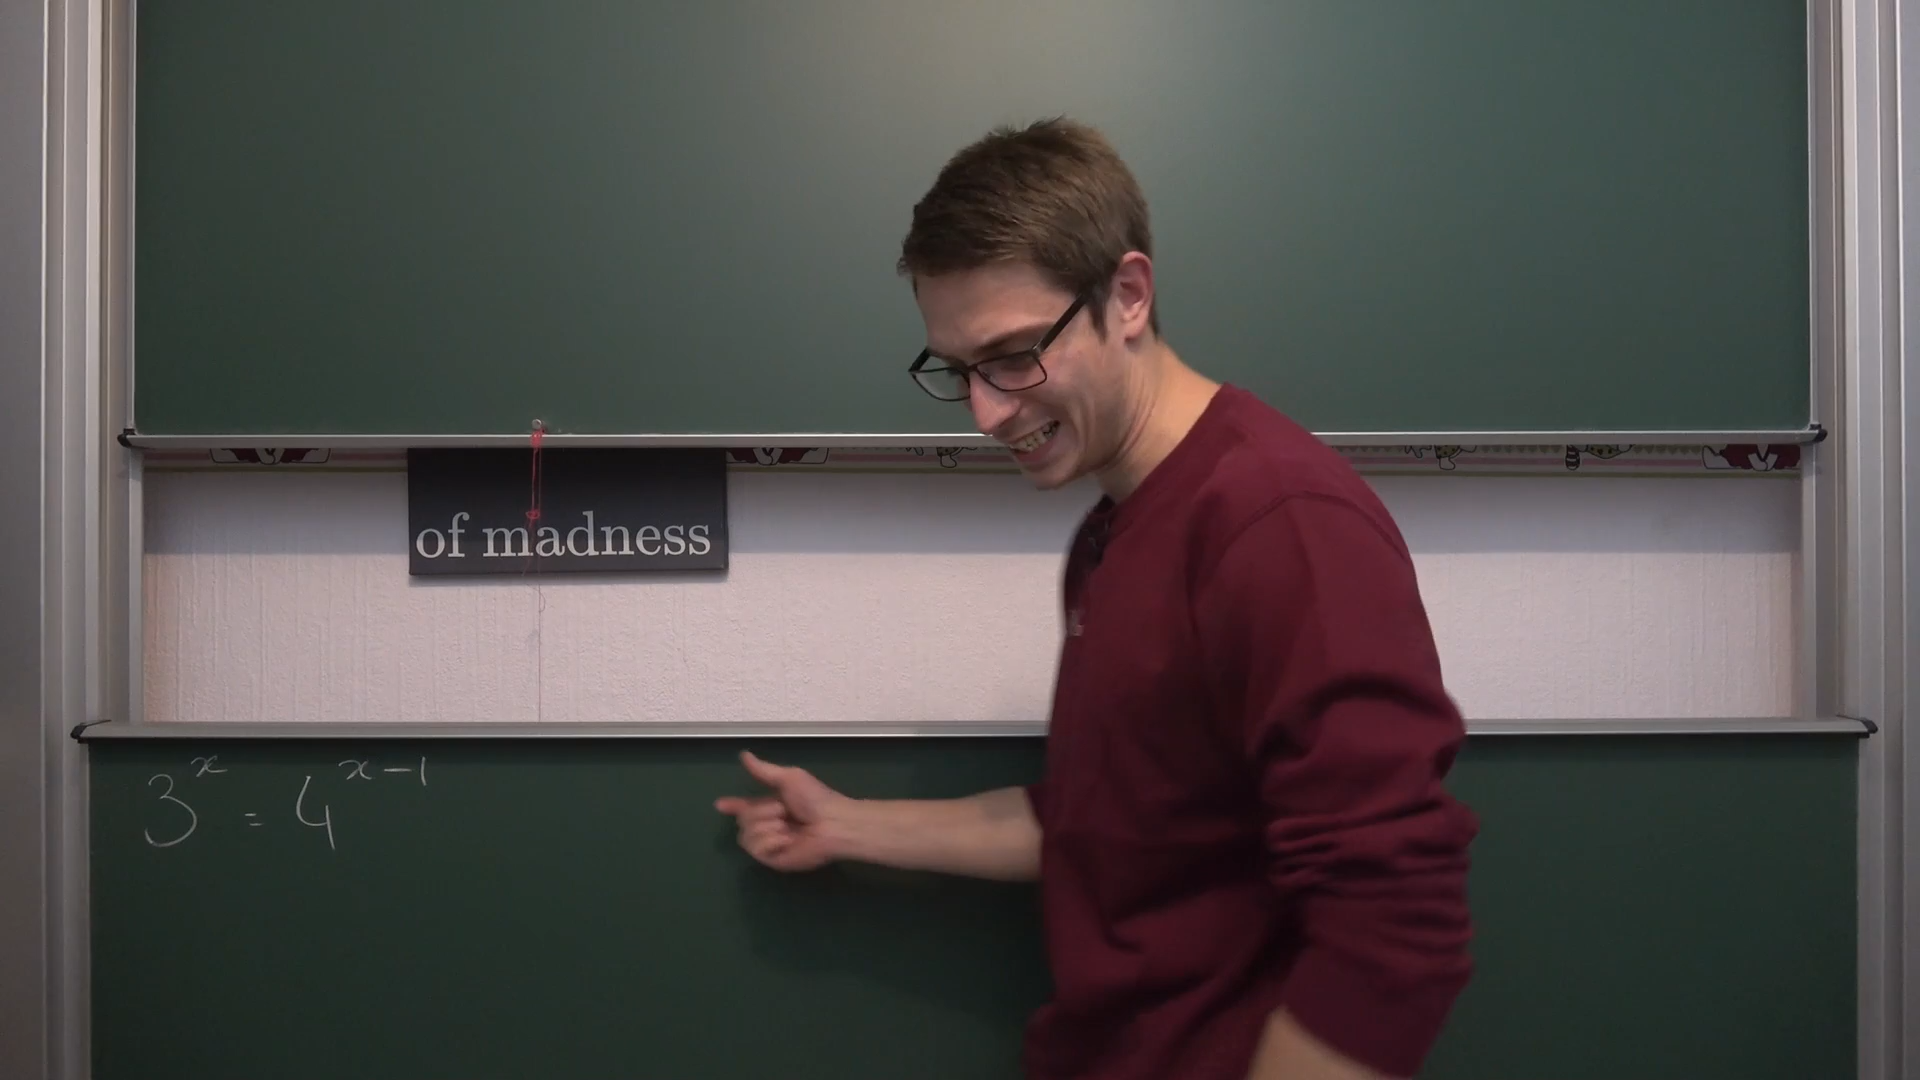 of madness
3^x = 4^{x-1}